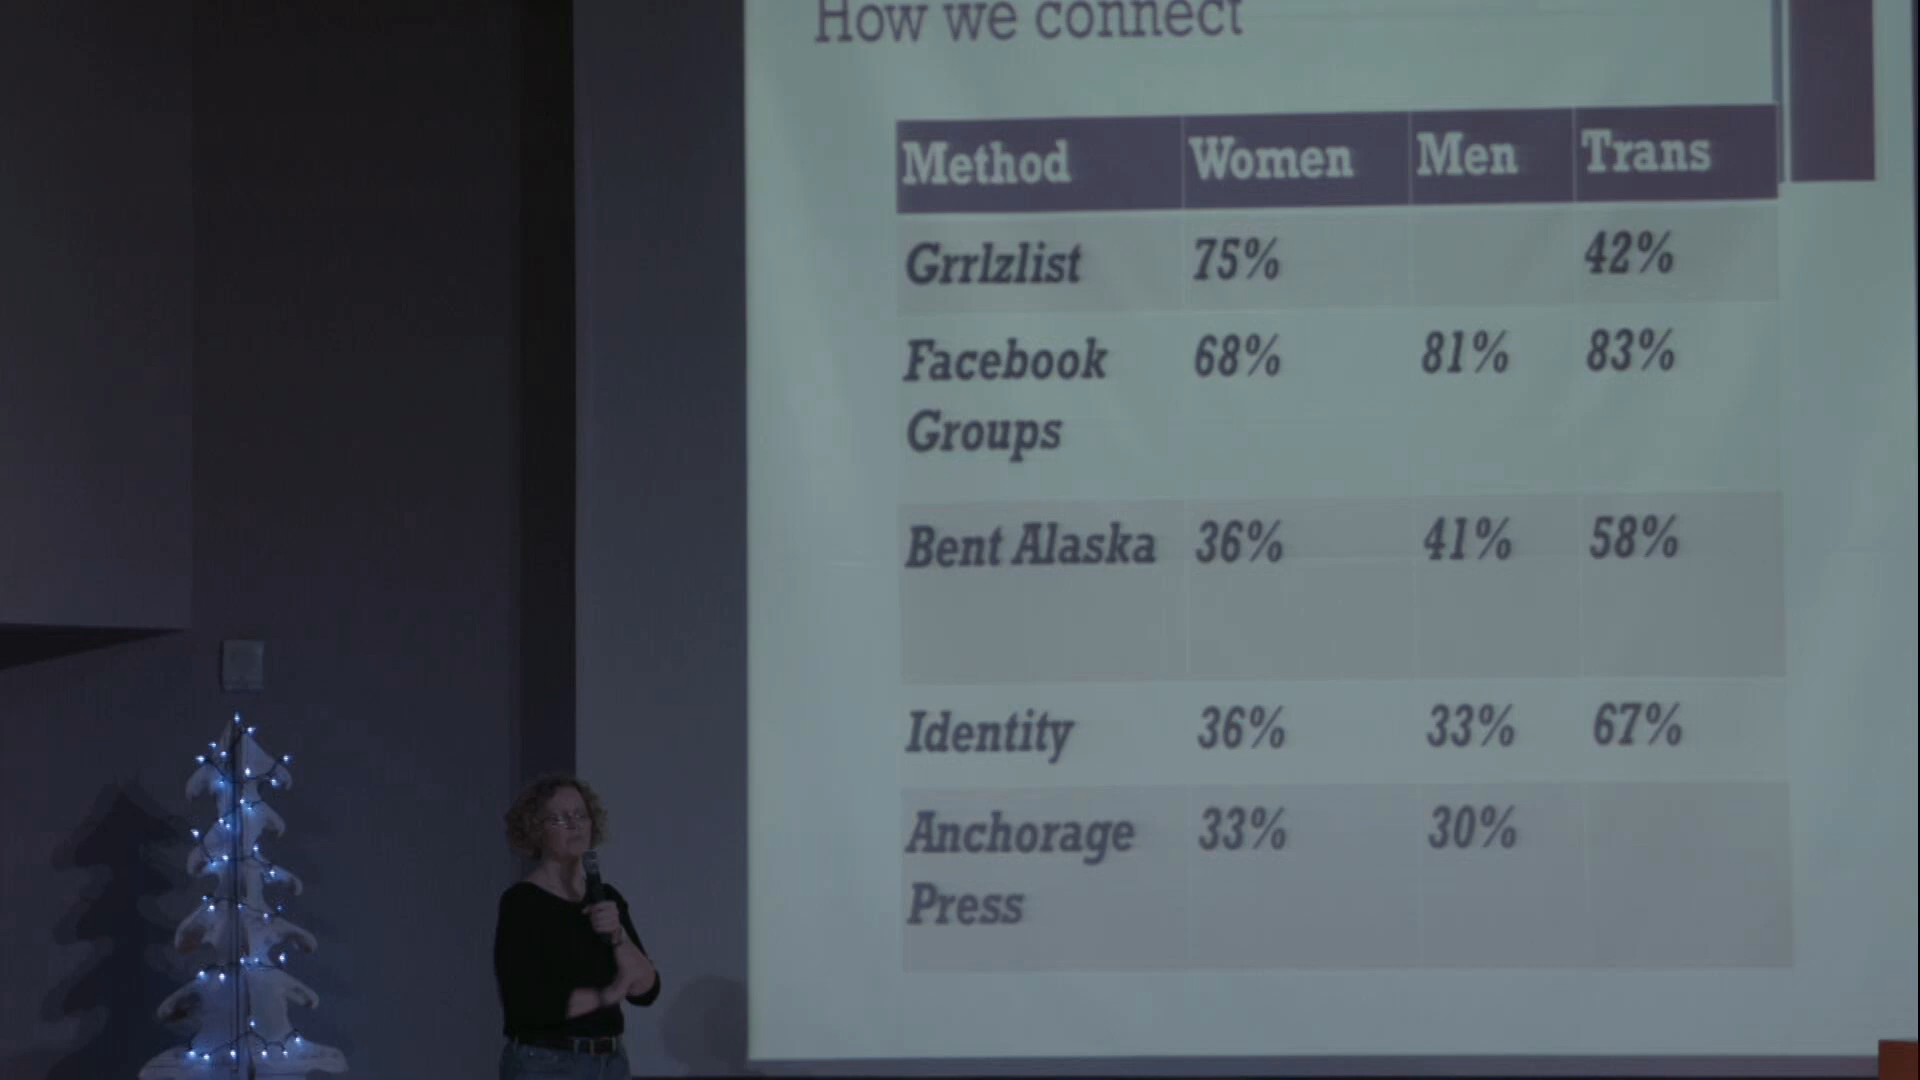 How we connect
Method Women Men Trans
Grrlzlist 75% 42%
Facebook 68% 81% 83%
Groups
Bent Alaska 36% 41% 58%
Identity 36% 33% 67%
Anchorage 33% 30%
Press